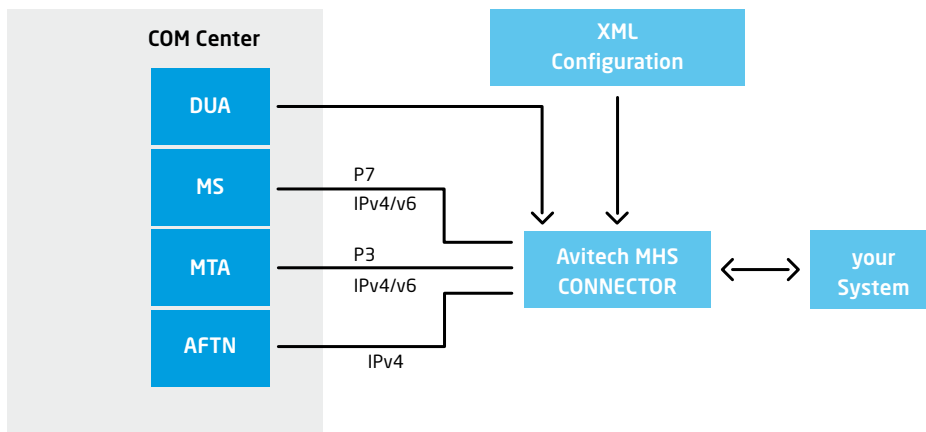 COM Center
XML
Configuration
DUA
MS
P7
IPv4/v6
MTA
P3
IPv4/v6
Avitech MHS
CONNECTOR
your
System
AFTN
IPv4